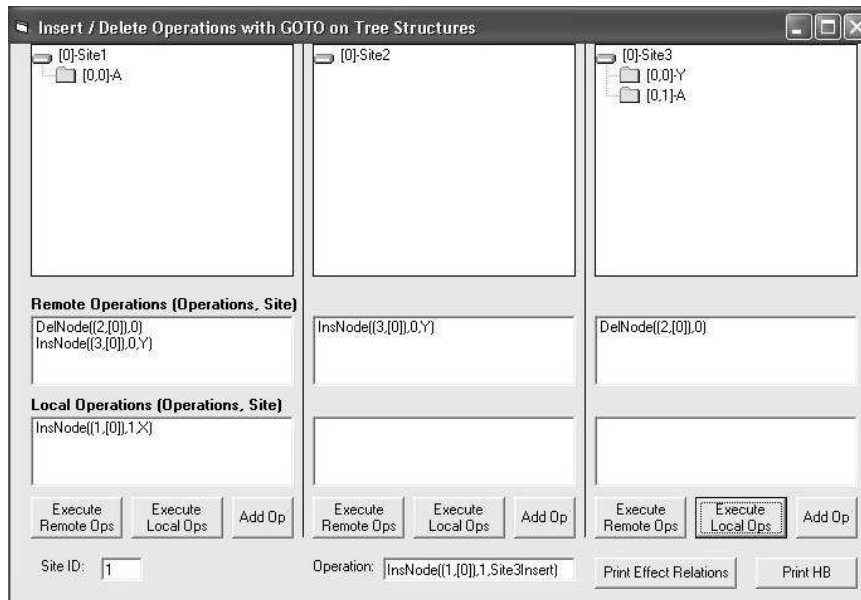 Insert / Delete Operations with GOTO on Tree Structures
[0]-Site1
[0,0]-A
[0]-Site2
[0]-Site3
[0,0]-Y
[0,1]-A
Remote Operations (Operations, Site)
DelNode((2,[0]),0)
InsNode((3,[0]),0,Y)
InsNode((3,[0]),0,Y)
DelNode((2,[0]),0)
Local Operations (Operations, Site)
InsNode((1,[0]),1,X)
Execute Remote Ops
Execute Local Ops
Add Op
Execute Remote Ops
Execute Local Ops
Add Op
Execute Remote Ops
Execute Local Ops
Add Op
Site ID: 1
Operation: InsNode((1,[0]),1,Site3Insert)
Print Effect Relations
Print HB